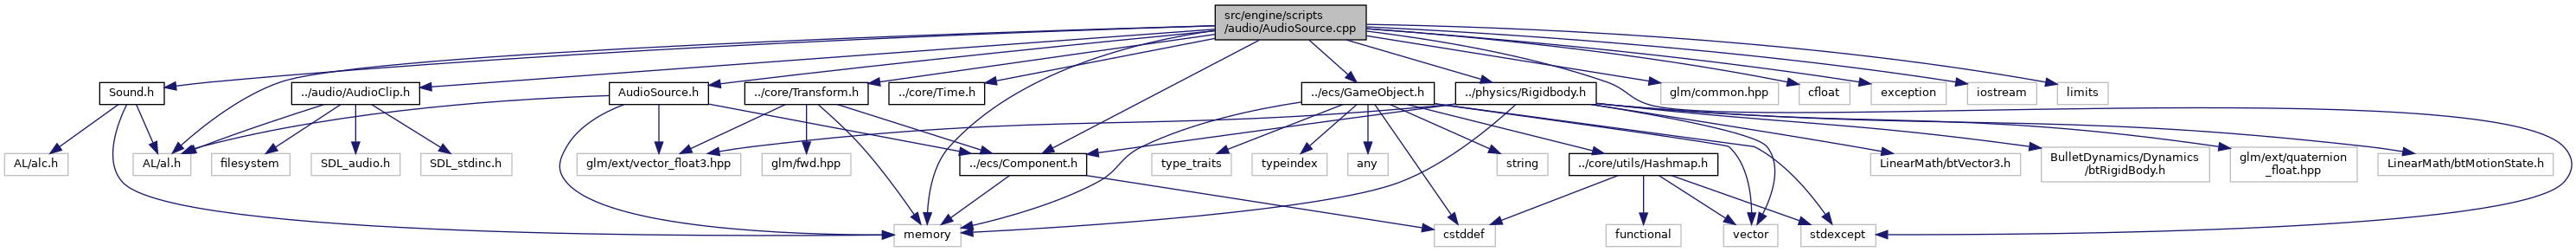 src/engine/scripts
/audio/AudioSource.cpp
Sound.h
../audio/AudioClip.h
AudioSource.h
../core/Transform.h
../core/Time.h
../ecs/GameObject.h
../physics/Rigidbody.h
glm/common.hpp
cfloat
exception
iostream
limits
AL/alc.h
AL/al.h
filesystem
SDL_audio.h
SDL_stdinc.h
glm/ext/vector_float3.hpp
glm/fwd.hpp
../ecs/Component.h
type_traits
typeindex
any
string
../core/utils/Hashmap.h
LinearMath/btVector3.h
BulletDynamics/Dynamics
/btRigidBody.h
glm/ext/quaternion
_float.hpp
LinearMath/btMotionState.h
memory
cstddef
functional
vector
stdexcept